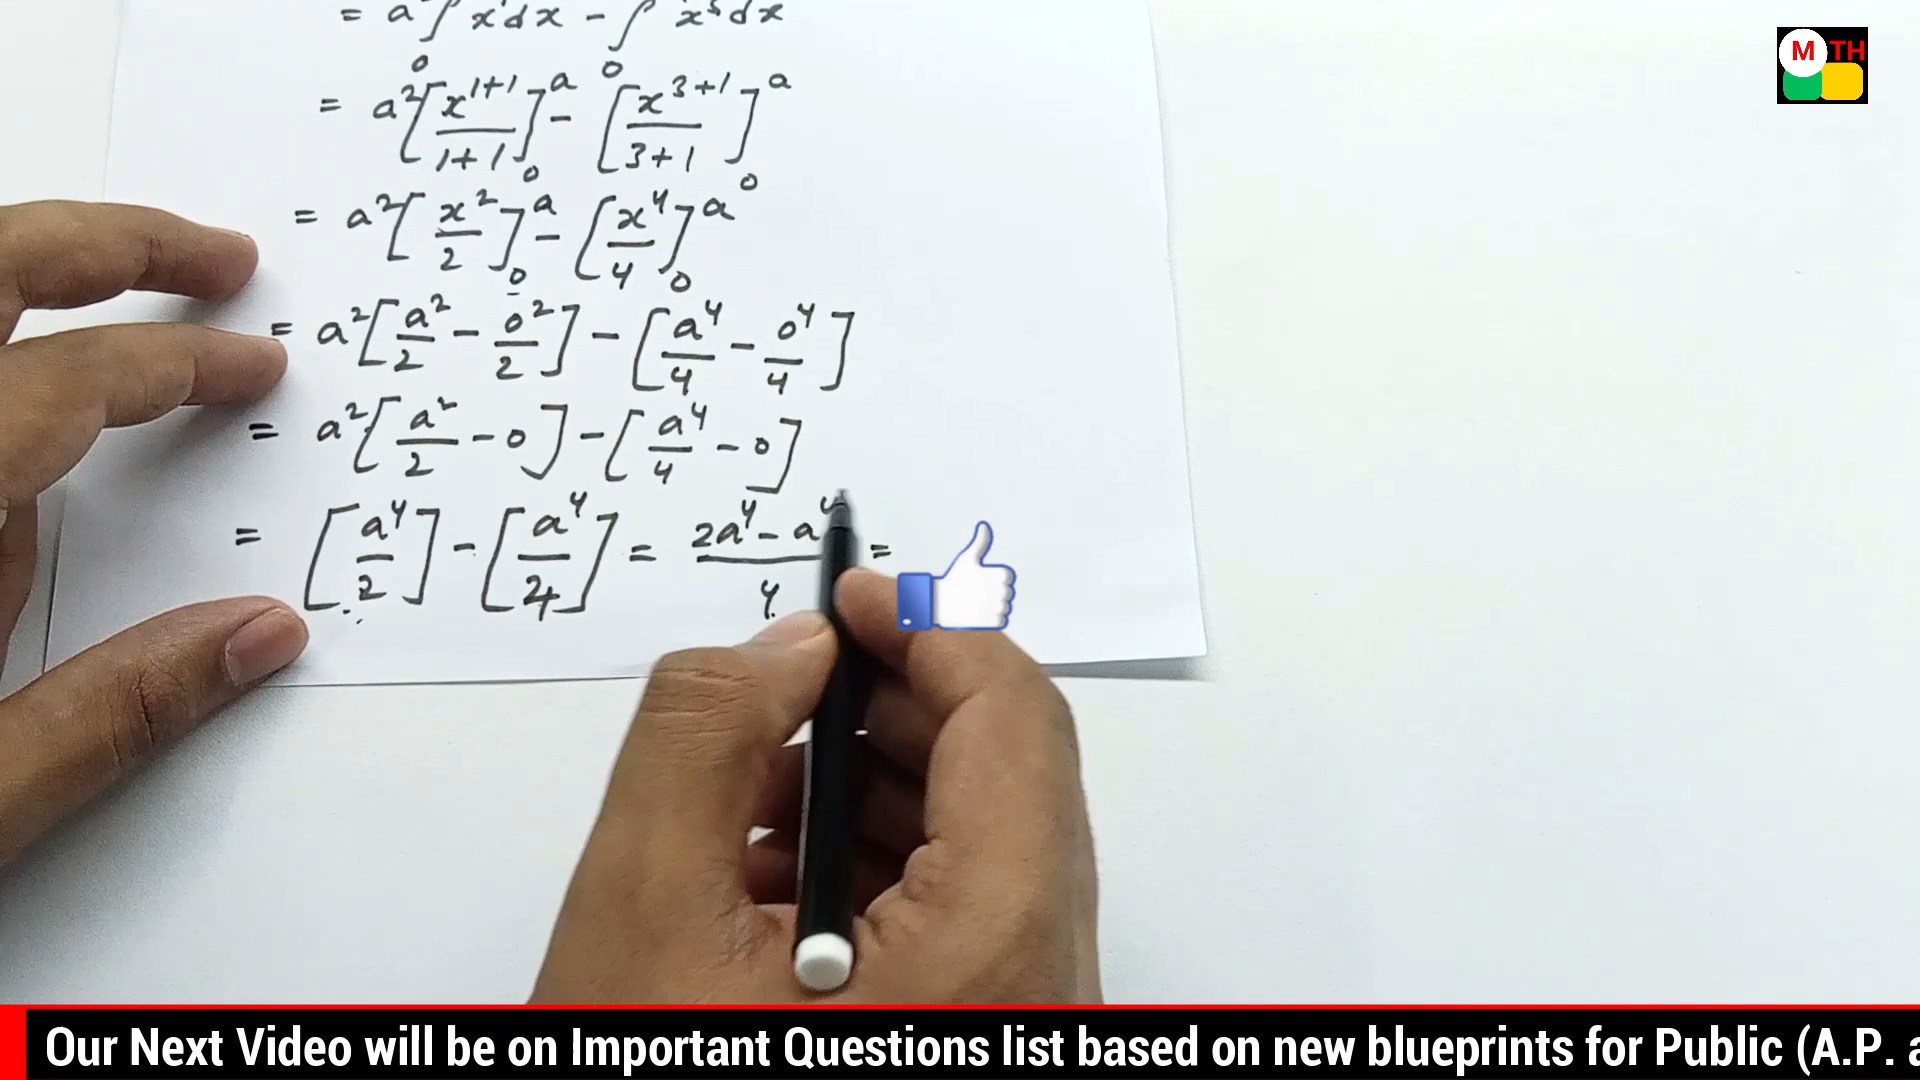 = a² ∫₀ x¹dx - ∫₀ x³dx
= a²[x^(1+1)/(1+1)]₀^a - [x^(3+1)/(3+1)]₀^a
= a²[x²/2]₀^a - [x⁴/4]₀^a
= a²[a²/2 - 0²/2] - [a⁴/4 - 0⁴/4]
= a²[a²/2 - 0] - [a⁴/4 - 0]
= [a⁴/2] - [a⁴/4] = (2a⁴ - a⁴)/4 =
M TH
Our Next Video will be on Important Questions list based on new blueprints for Public (A.P.